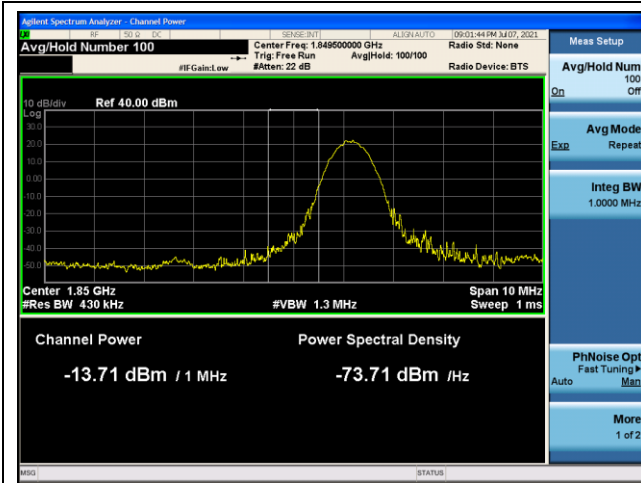 Agilent Spectrum Analyzer - Channel Power
RF 50 Ω DC SENSE:INT ALIGN AUTO 09:01:44 PM Jul 07, 2021
Avg/Hold Number 100
Center Freq: 1.849500000 GHz
Radio Std: None
Trig: Free Run Avg|Hold: 100/100
#IFGain:Low #Atten: 22 dB Radio Device: BTS
10 dB/div Ref 40.00 dBm
Log
30.0
20.0
10.0
0.00
-10.0
-20.0
-30.0
-40.0
-50.0
Center 1.85 GHz Span 10 MHz
#Res BW 430 kHz #VBW 1.3 MHz Sweep 1 ms
Channel Power Power Spectral Density
-13.71 dBm / 1 MHz -73.71 dBm /Hz
MSG STATUS
Meas Setup
Avg/Hold Num
100
On Off
Avg Mode
Exp Repeat
Integ BW
1.0000 MHz
PhNoise Opt
Fast Tuning
Auto Man
More
1 of 2